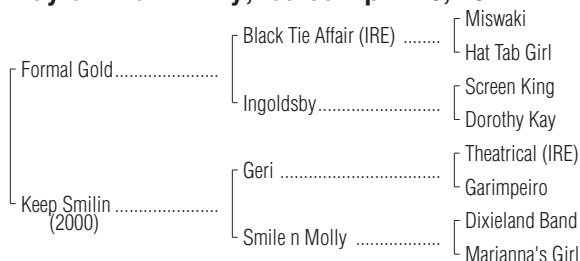 Miswaki
Black Tie Affair (IRE) ........
Hat Tab Girl
Formal Gold.....................
Screen King
Ingoldsby.........................
Dorothy Kay
Theatrical (IRE)
Geri ................................
Garimpeiro
Keep Smilin .....................
(2000)
Dixieland Band
Smile n Molly .................
Marianna's Girl